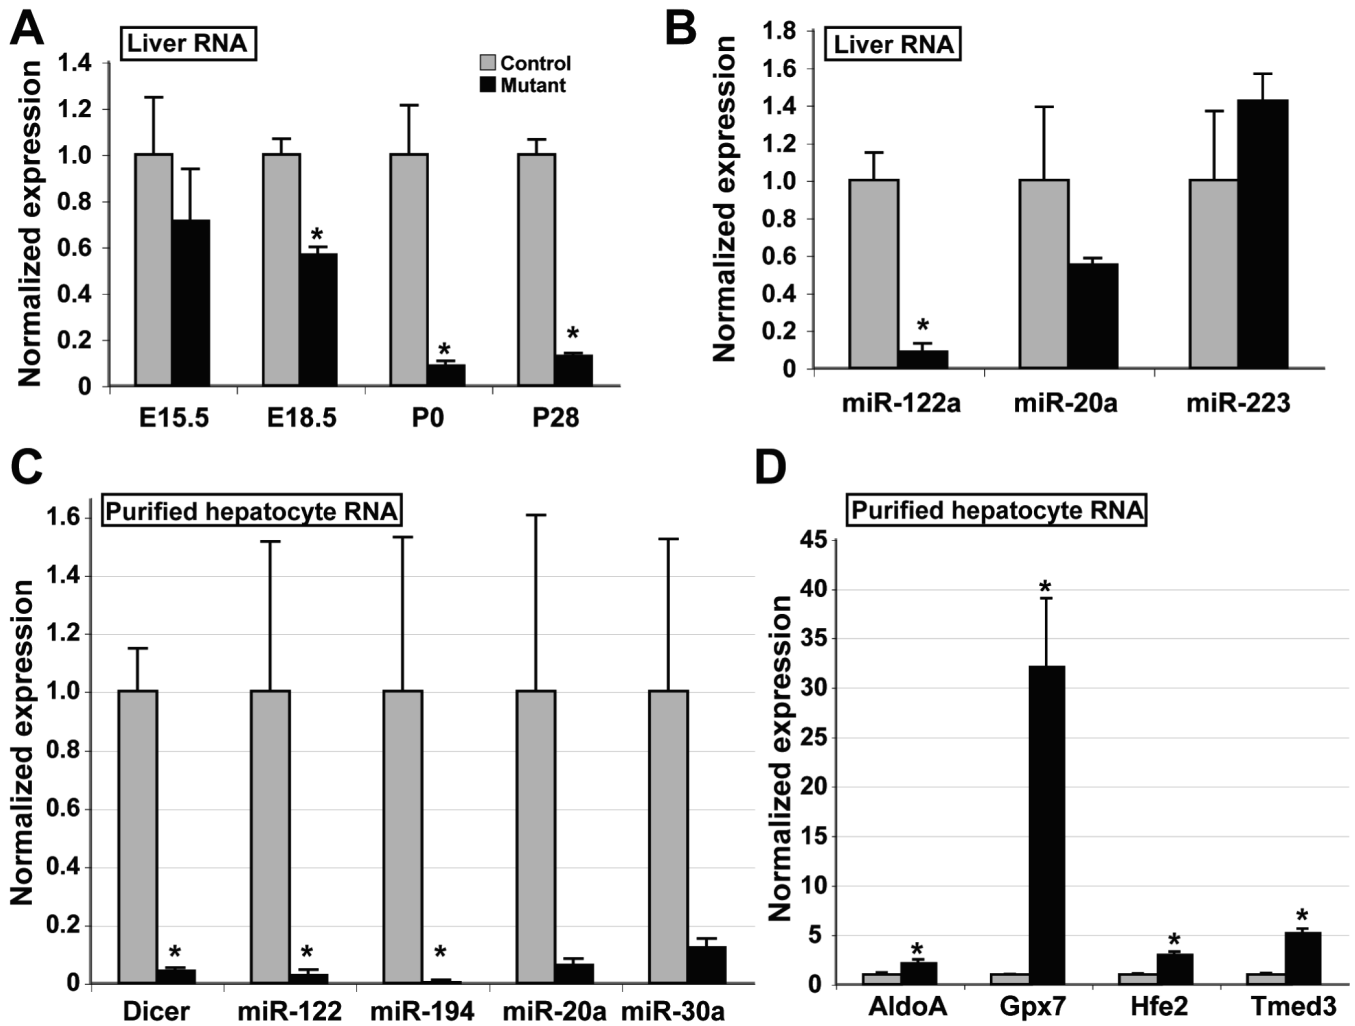 A
Liver RNA
Control
Mutant
Normalized expression
1.4
1.2
1.0
0.8
0.6
0.4
0.2
0
*
*
*
E15.5 E18.5 P0 P28
B
Liver RNA
Normalized expression
1.8
1.6
1.4
1.2
1.0
0.8
0.6
0.4
0.2
0
*
miR-122a miR-20a miR-223
C
Purified hepatocyte RNA
Normalized expression
1.6
1.4
1.2
1.0
0.8
0.6
0.4
0.2
0
* * *
Dicer miR-122 miR-194 miR-20a miR-30a
D
Purified hepatocyte RNA
Normalized expression
45
40
35
30
25
20
15
10
5
0
*
*
*
*
AldoA Gpx7 Hfe2 Tmed3